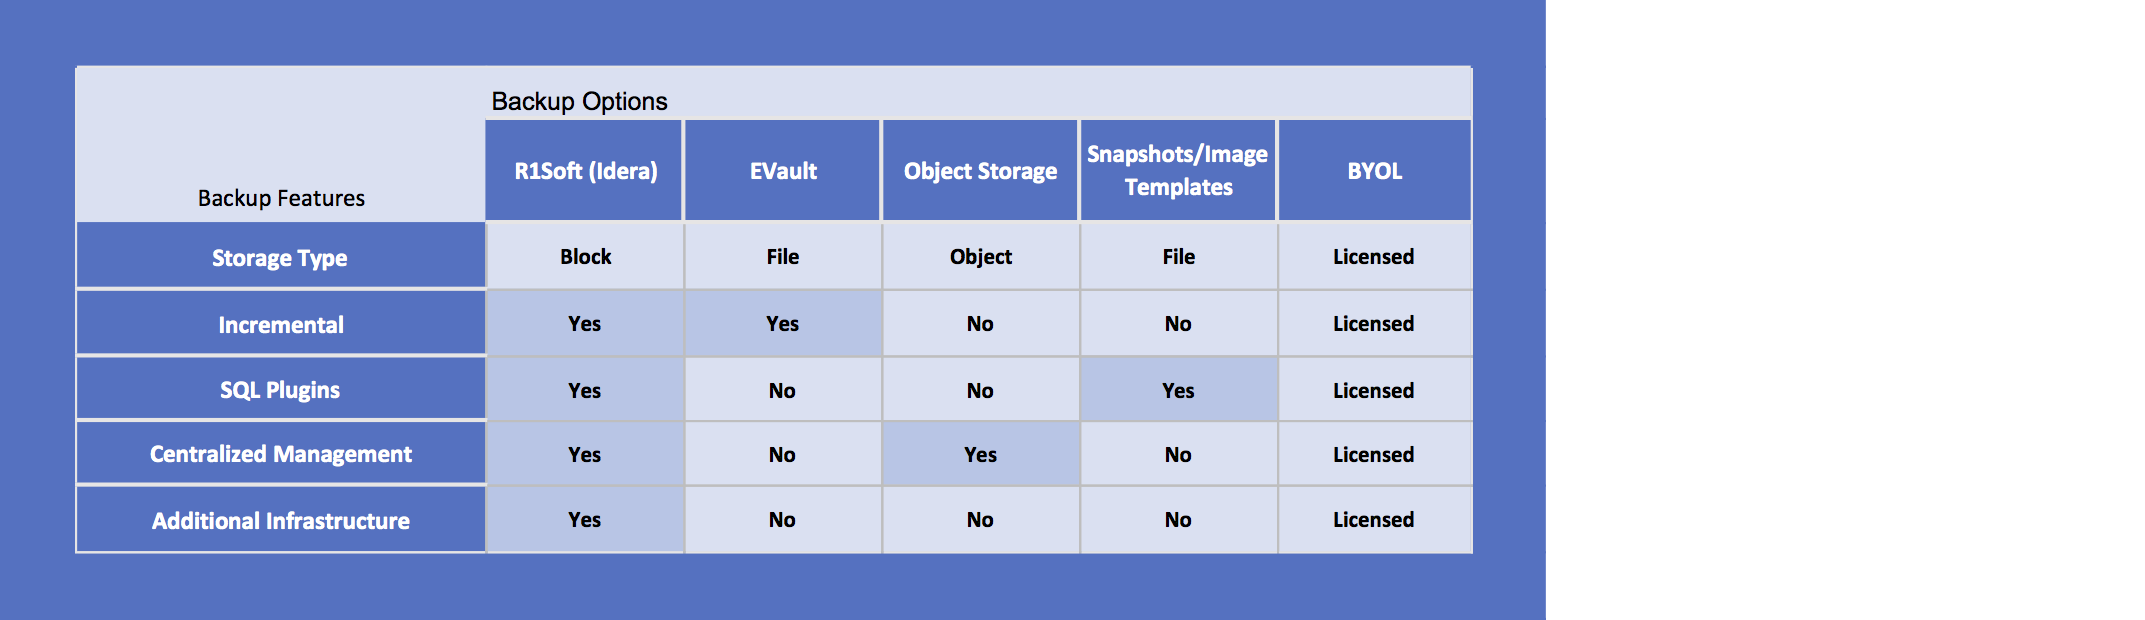 Backup Options
Backup Features
R1Soft (Idera) EVault Object Storage Snapshots/Image Templates BYOL
Storage Type Block File Object File Licensed
Incremental Yes Yes No No Licensed
SQL Plugins Yes No No Yes Licensed
Centralized Management Yes No Yes No Licensed
Additional Infrastructure Yes No No No Licensed